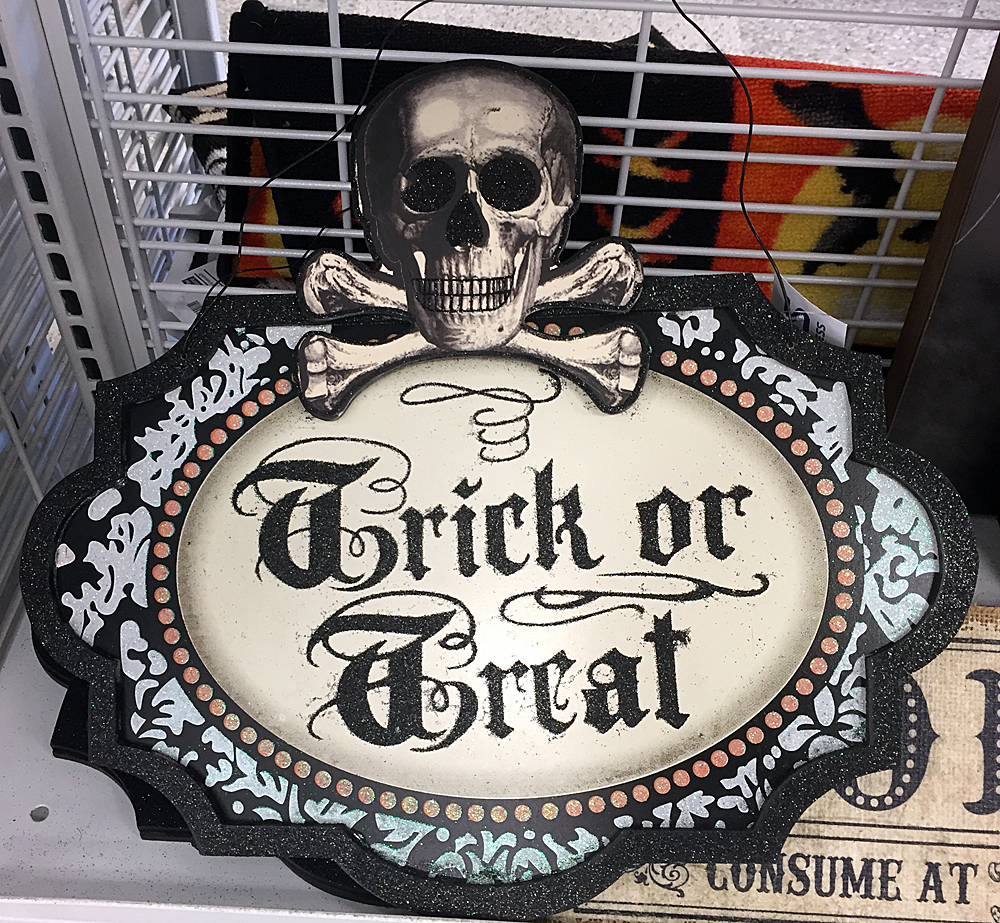 Trick or
Treat
CONSUME AT